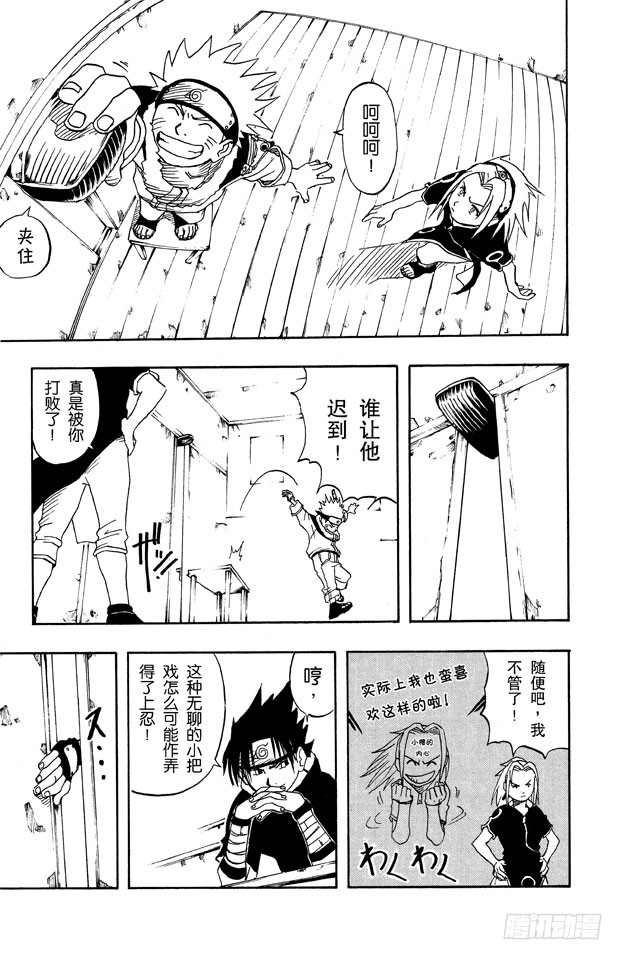 呵呵呵！
夹住
谁让他
迟到！
真是被你
打败了！
ザッ
随便吧，我
不管了！
实际上我也蛮喜
欢这样的啦！
小樱的
内心
わく
わく
哼，
这种无聊的小把
戏怎么可能作弄
得了上忍！
ス…
腾讯动漫